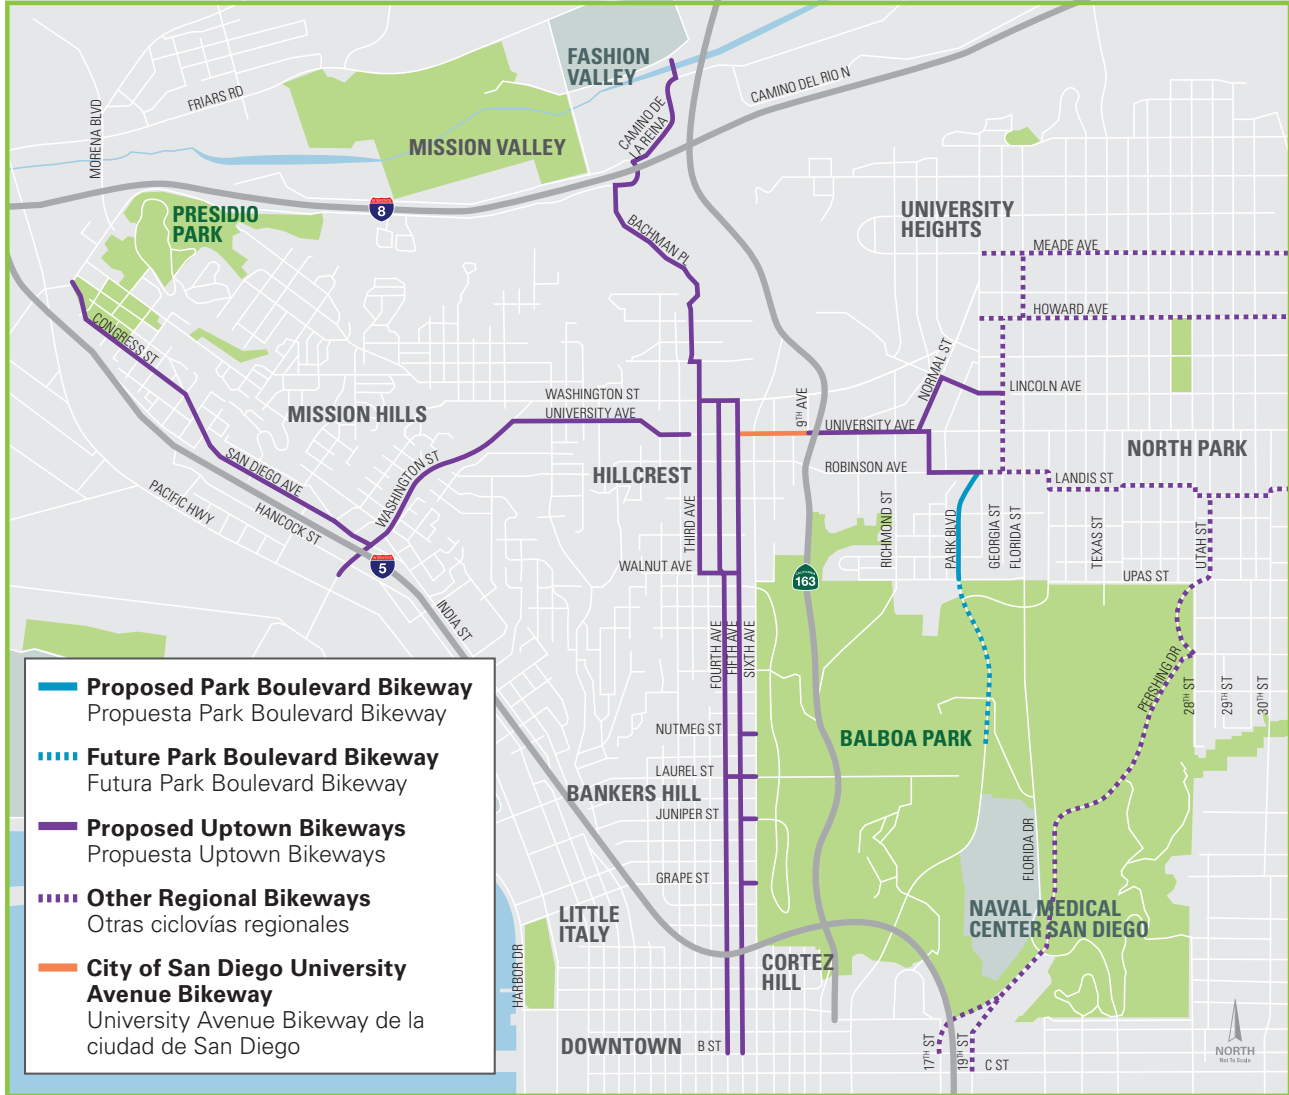 FASHION
VALLEY
CAMINO DEL RIO N
FRIARS RD
MORENA BLVD
CAMINO DE
LA REINA
MISSION VALLEY
INTERSTATE
8
PRESIDIO
PARK
UNIVERSITY
HEIGHTS
BACHMAN PL
MEADE AVE
HOWARD AVE
CONGRESS ST
NORMAL ST
LINCOLN AVE
WASHINGTON ST
UNIVERSITY AVE
9TH AVE
MISSION HILLS
UNIVERSITY AVE
NORTH PARK
SAN DIEGO AVE
WASHINGTON ST
HILLCREST
ROBINSON AVE
LANDIS ST
PACIFIC HWY
HANCOCK ST
THIRD AVE
RICHMOND ST
PARK BLVD
GEORGIA ST
FLORIDA ST
TEXAS ST
UTAH ST
INTERSTATE
5
WALNUT AVE
CALIFORNIA
163
UPAS ST
INDIA ST
FOURTH AVE
FIFTH AVE
SIXTH AVE
PERSHING DR
28TH ST
29TH ST
30TH ST
NUTMEG ST
BALBOA PARK
LAUREL ST
BANKERS HILL
JUNIPER ST
FLORIDA DR
GRAPE ST
LITTLE
ITALY
NAVAL MEDICAL
CENTER SAN DIEGO
HARBOR DR
CORTEZ
HILL
DOWNTOWN
B ST
17TH ST
19TH ST
C ST
NORTH
Not To Scale
Proposed Park Boulevard Bikeway
Propuesta Park Boulevard Bikeway
Future Park Boulevard Bikeway
Futura Park Boulevard Bikeway
Proposed Uptown Bikeways
Propuesta Uptown Bikeways
Other Regional Bikeways
Otras ciclovías regionales
City of San Diego University
Avenue Bikeway
University Avenue Bikeway de la
ciudad de San Diego